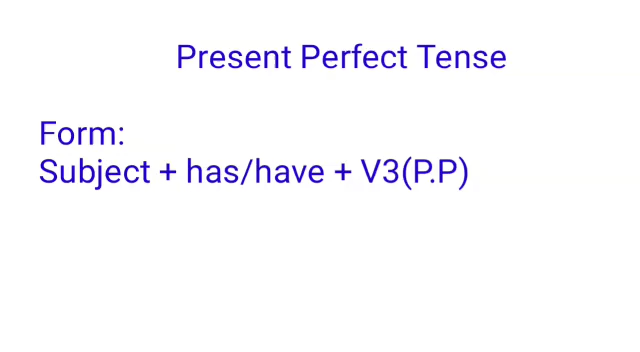 Present Perfect Tense
Form:
Subject + has/have + V3(P.P)